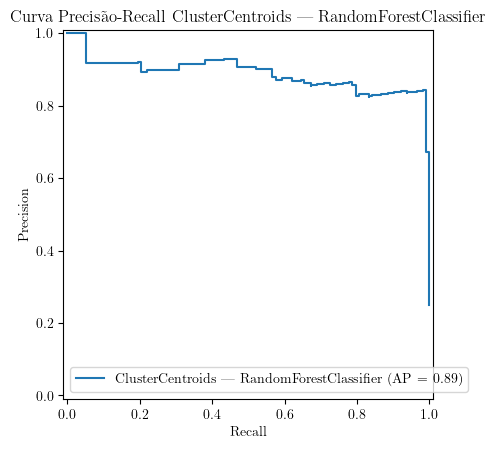 Curva Precisão-Recall ClusterCentroids — RandomForestClassifier
1.0
0.8
0.6
0.4
0.2
0.0
Precision
ClusterCentroids — RandomForestClassifier (AP = 0.89)
0.0 0.2 0.4 0.6 0.8 1.0
Recall